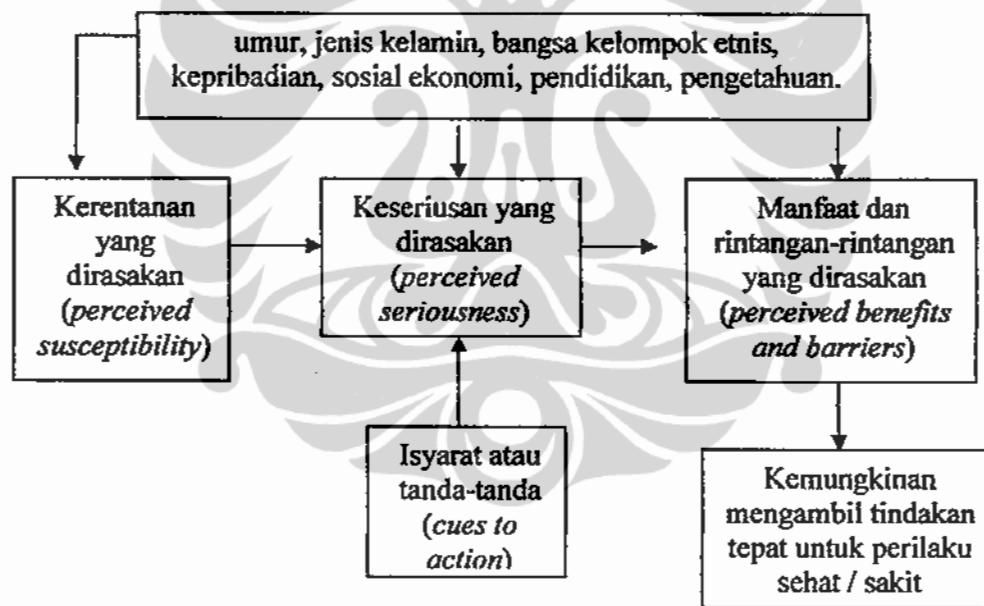 umur, jenis kelamin, bangsa kelompok etnis,
kepribadian, sosial ekonomi, pendidikan, pengetahuan.
Kerentanan
yang
dirasakan
(perceived
susceptibility)
Keseriusan yang
dirasakan
(perceived
seriousness)
Manfaat dan
rintangan-rintangan
yang dirasakan
(perceived benefits
and barriers)
Isyarat atau
tanda-tanda
(cues to
action)
Kemungkinan
mengambil tindakan
tepat untuk perilaku
sehat / sakit